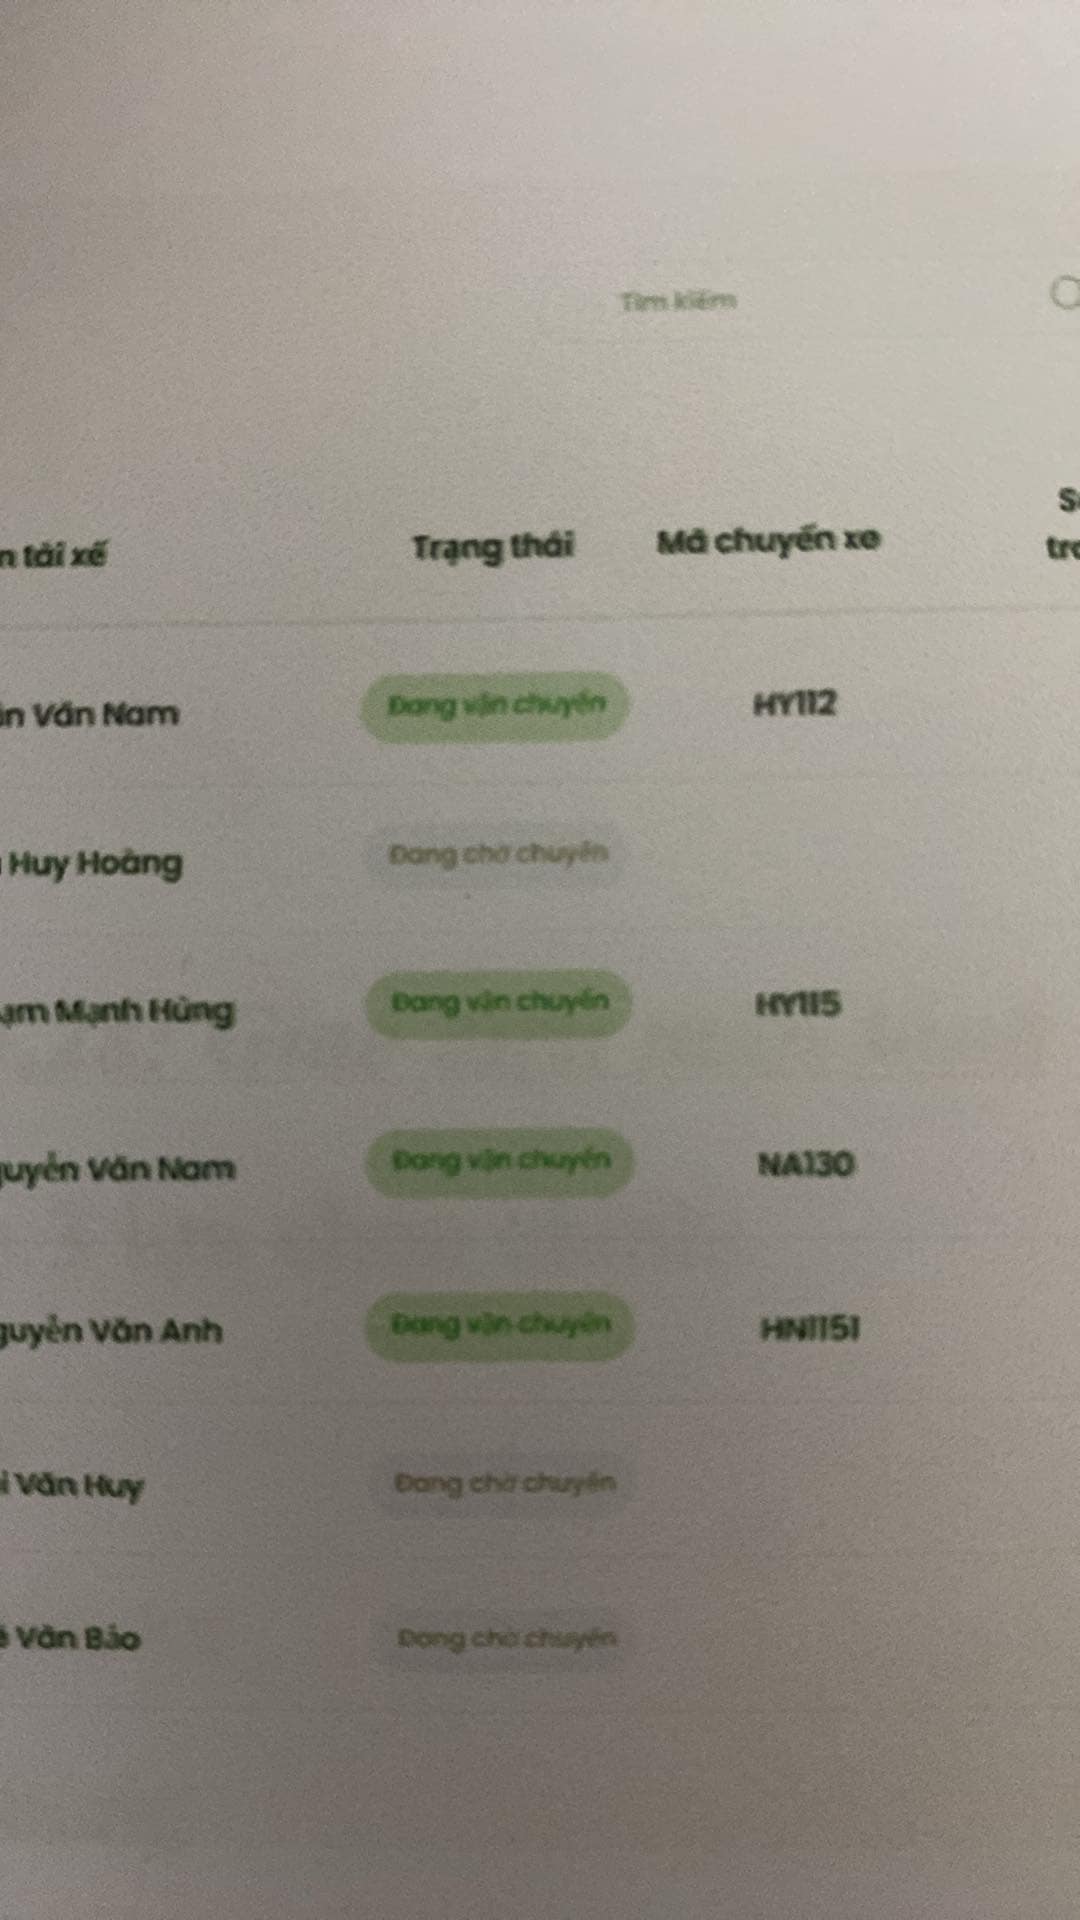 Tìm kiếm
n tài xế Trạng thái Mã chuyến xe
Văn Nam Đang vận chuyển HY112
Huy Hoàng Đang chờ chuyến
ạm Mạnh Hùng Đang vận chuyển HY115
guyễn Văn Nam Đang vận chuyển NA130
guyễn Văn Anh Đang vận chuyển HN1151
Văn Huy Đang chờ chuyến
Văn Bảo Đang chờ chuyến